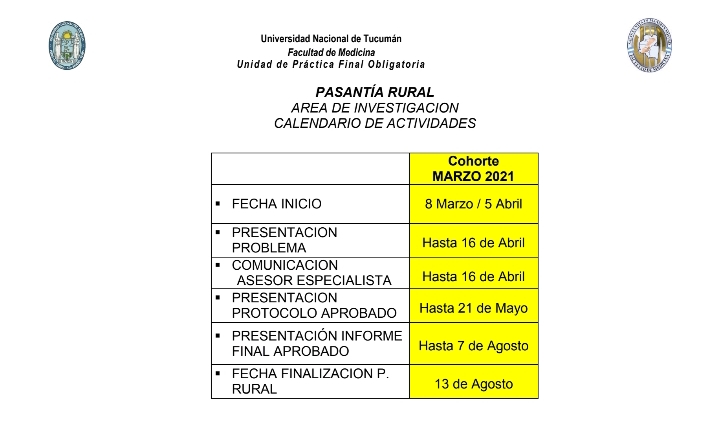 Universidad Nacional de Tucumán
Facultad de Medicina
Unidad de Práctica Final Obligatoria
PASANTÍA RURAL
AREA DE INVESTIGACION
CALENDARIO DE ACTIVIDADES
Cohorte
MARZO 2021
▪ FECHA INICIO
8 Marzo / 5 Abril
▪ PRESENTACION
PROBLEMA
Hasta 16 de Abril
▪ COMUNICACION
ASESOR ESPECIALISTA
Hasta 16 de Abril
▪ PRESENTACION
PROTOCOLO APROBADO
Hasta 21 de Mayo
▪ PRESENTACIÓN INFORME
FINAL APROBADO
Hasta 7 de Agosto
▪ FECHA FINALIZACION P.
RURAL
13 de Agosto